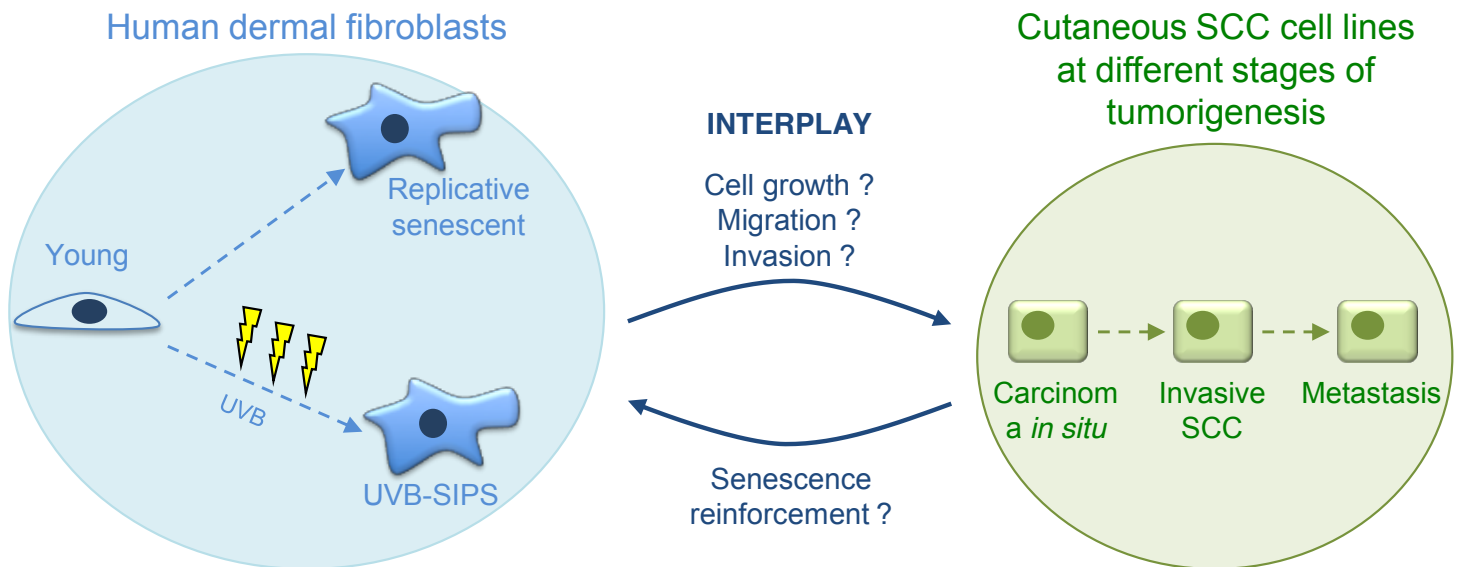 Human dermal fibroblasts
Replicative
senescent
Young
UVB
UVB-SIPS
INTERPLAY
Cell growth ?
Migration ?
Invasion ?
Senescence
reinforcement ?
Cutaneous SCC cell lines
at different stages of
tumorigenesis
Carcinom
a in situ
Invasive
SCC
Metastasis